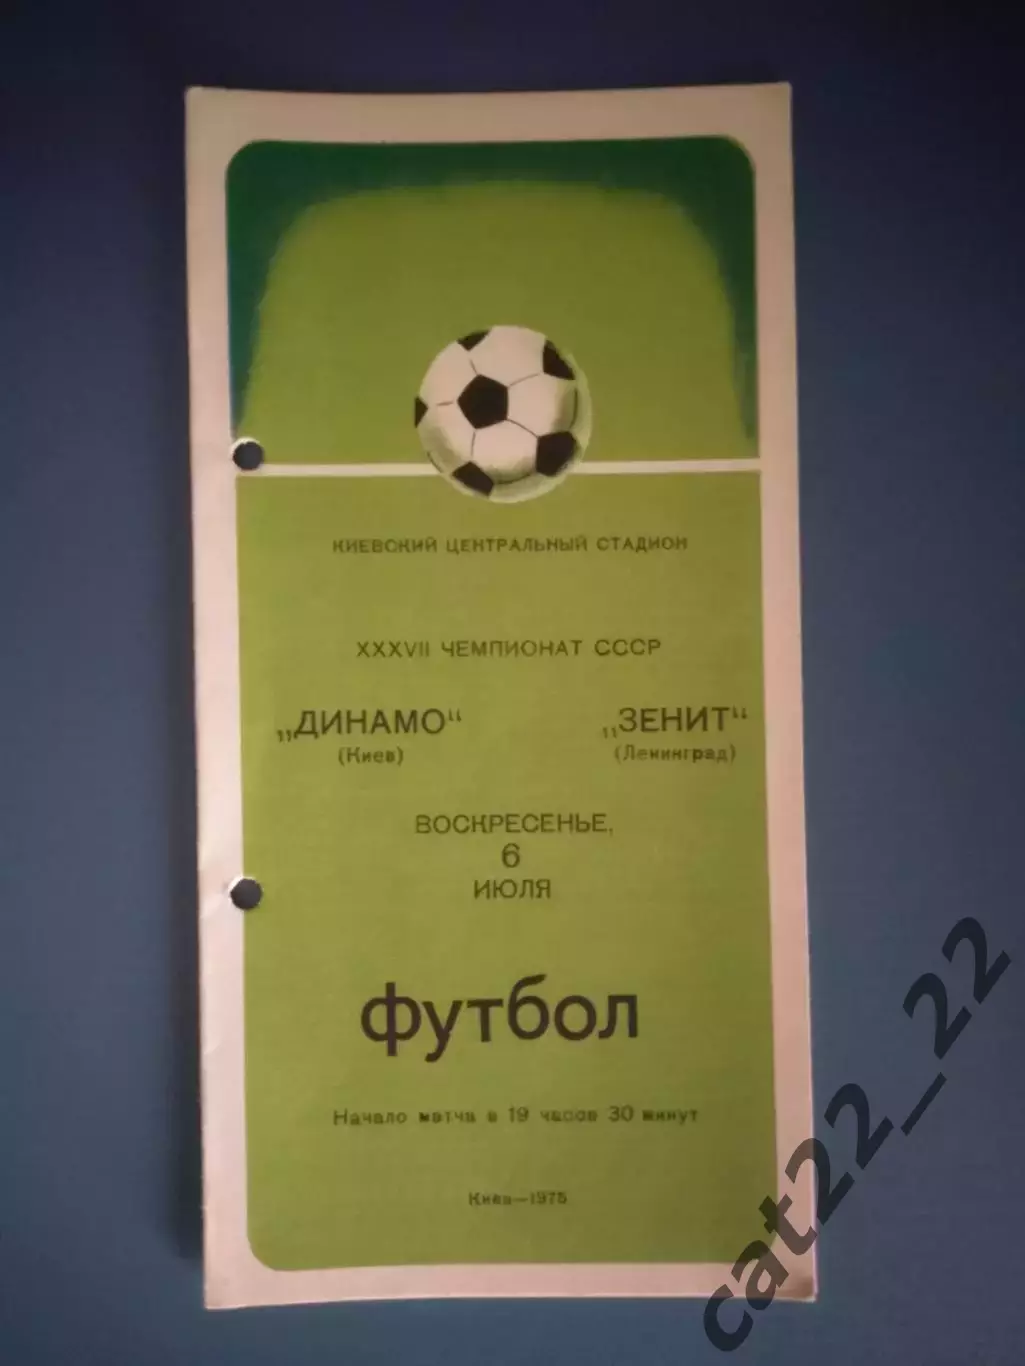 КИЕВСКИЙ ЦЕНТРАЛЬНЫЙ СТАДИОН
XXXVII ЧЕМПИОНАТ СССР
„ДИНАМО“ „ЗЕНИТ“
(Киев) (Ленинград)
ВОСКРЕСЕНЬЕ,
6
ИЮЛЯ
футбол
Начало матча в 19 часов 30 минут
Киев—1975
cat22_22